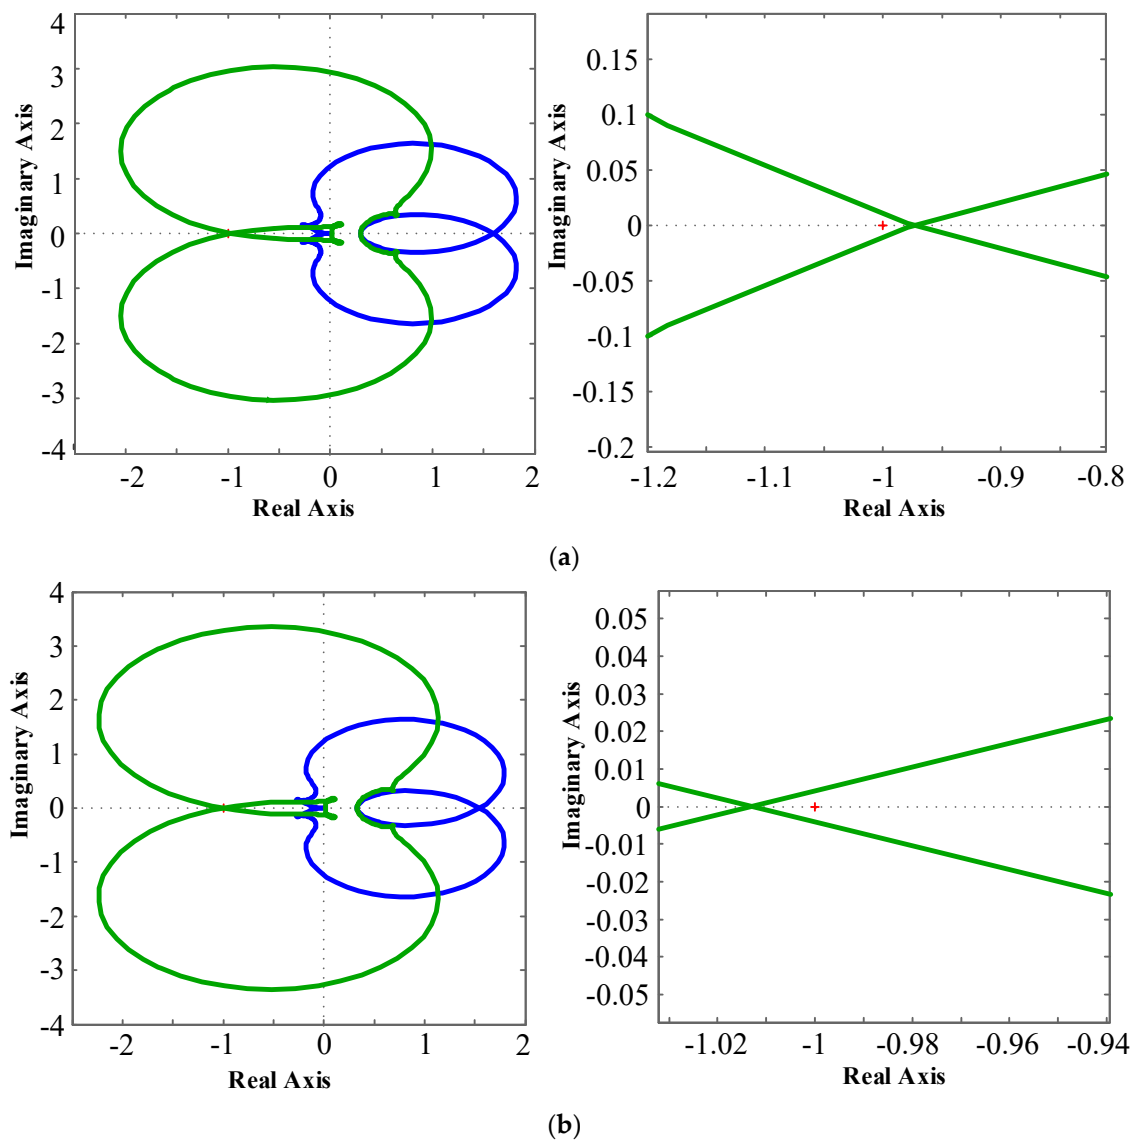 4
3
2
1
0
-1
-2
-3
-4
Imaginary Axis
-2 -1 0 1 2
Real Axis
0.15
0.1
0.05
0
-0.05
-0.1
-0.15
-0.2
Imaginary Axis
-1.2 -1.1 -1 -0.9 -0.8
Real Axis
(a)
4
3
2
1
0
-1
-2
-3
-4
Imaginary Axis
-2 -1 0 1 2
Real Axis
0.05
0.04
0.03
0.02
0.01
0
-0.01
-0.02
-0.03
-0.04
-0.05
Imaginary Axis
-1.02 -1 -0.98 -0.96 -0.94
Real Axis
(b)